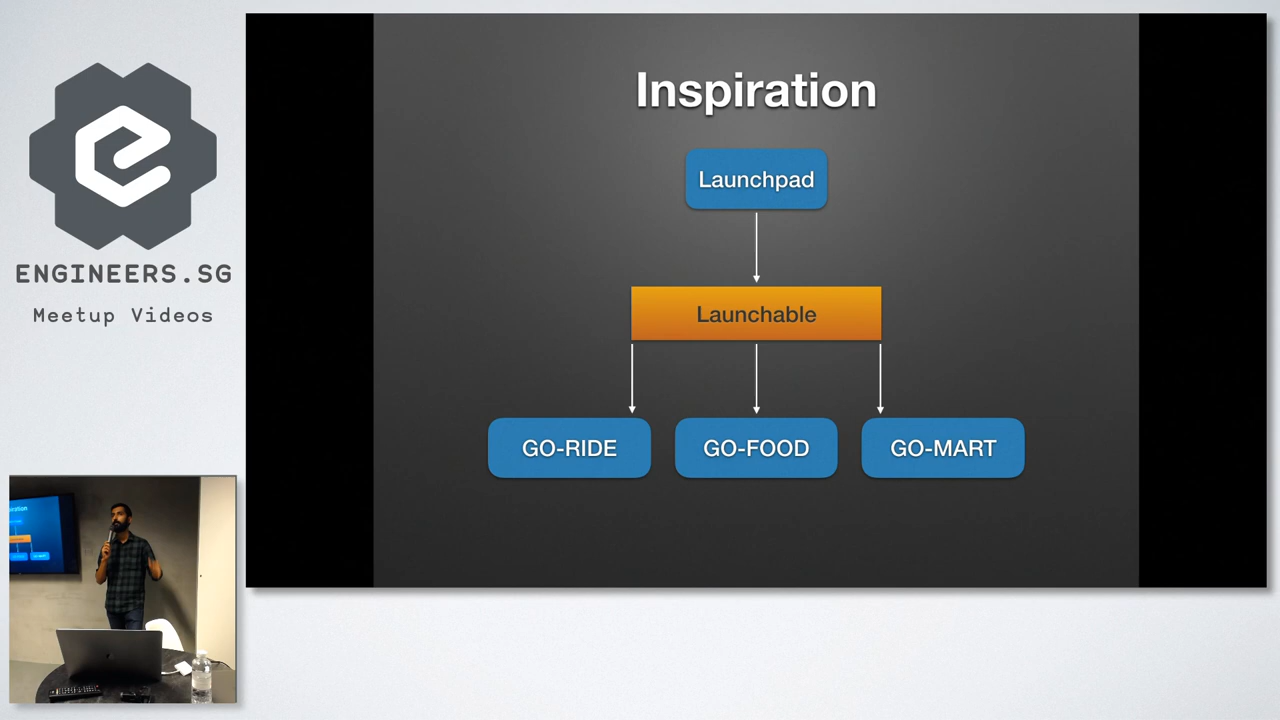 ENGINEERS.SG
Meetup Videos
Inspiration
Launchpad
Launchable
GO-RIDE
GO-FOOD
GO-MART